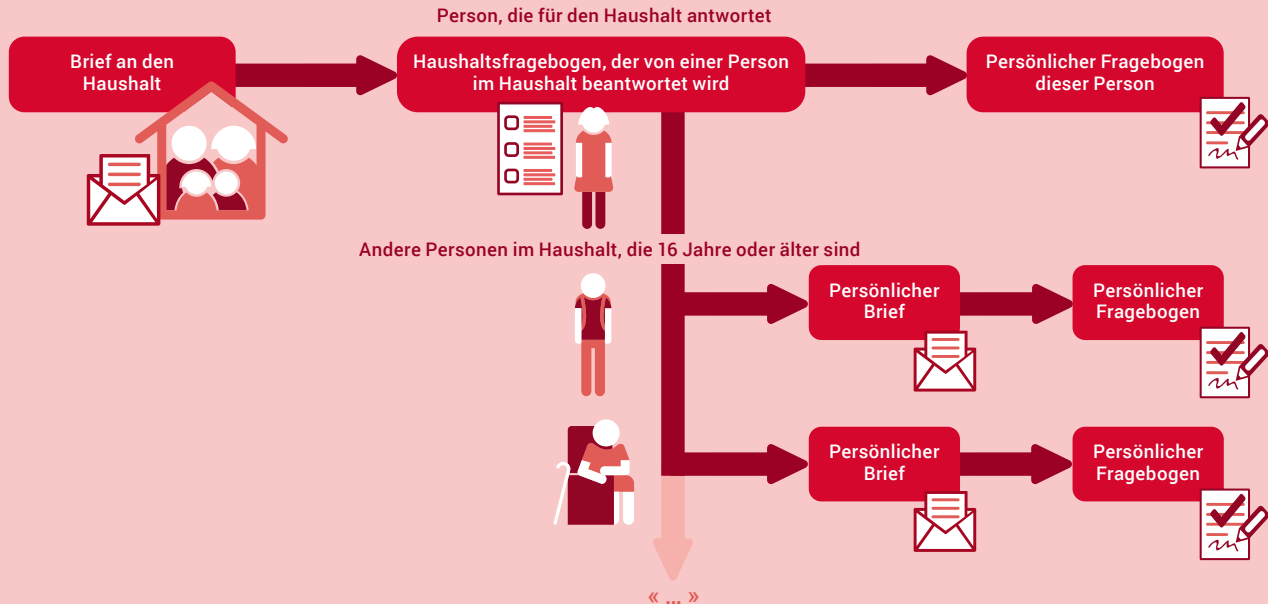 Person, die für den Haushalt antwortet
Brief an den
Haushalt
Haushaltsfragebogen, der von einer Person
im Haushalt beantwortet wird
Persönlicher Fragebogen
dieser Person
Andere Personen im Haushalt, die 16 Jahre oder älter sind
Persönlicher
Brief
Persönlicher
Fragebogen
Persönlicher
Brief
Persönlicher
Fragebogen
« ... »